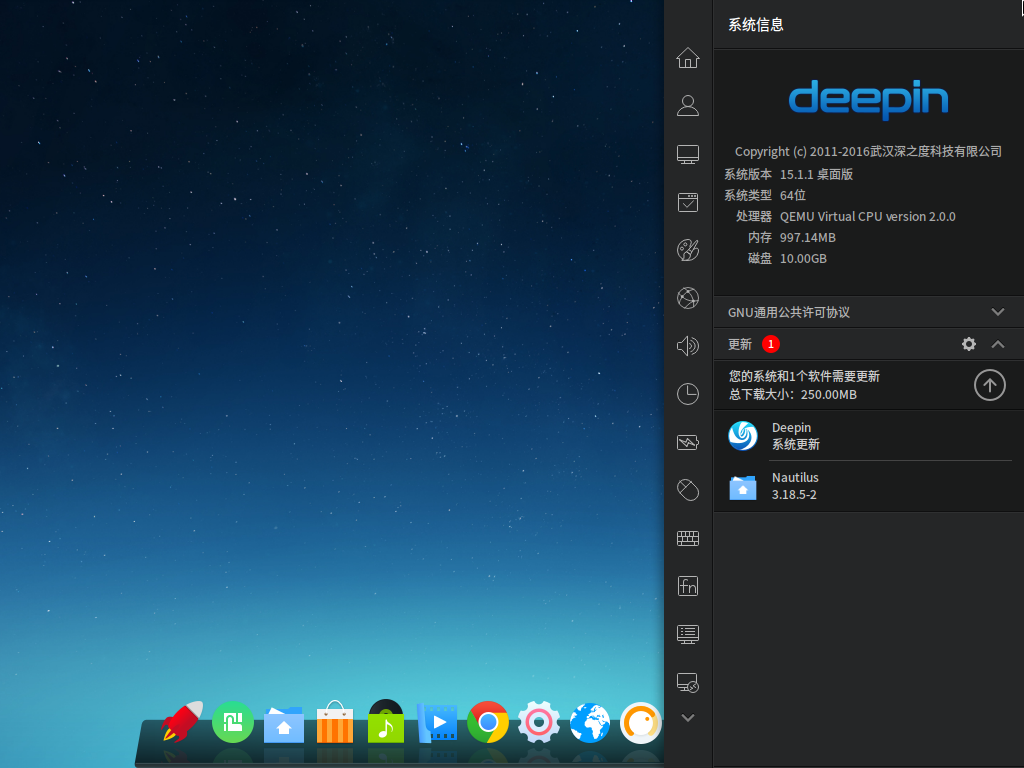 系统信息
deepin
Copyright (c) 2011-2016武汉深之度科技有限公司
系统版本 15.1.1 桌面版
系统类型 64位
处理器 QEMU Virtual CPU version 2.0.0
内存 997.14MB
磁盘 10.00GB
GNU通用公共许可协议
更新 1
您的系统和1个软件需要更新
总下载大小：250.00MB
Deepin
系统更新
Nautilus
3.18.5-2
fn